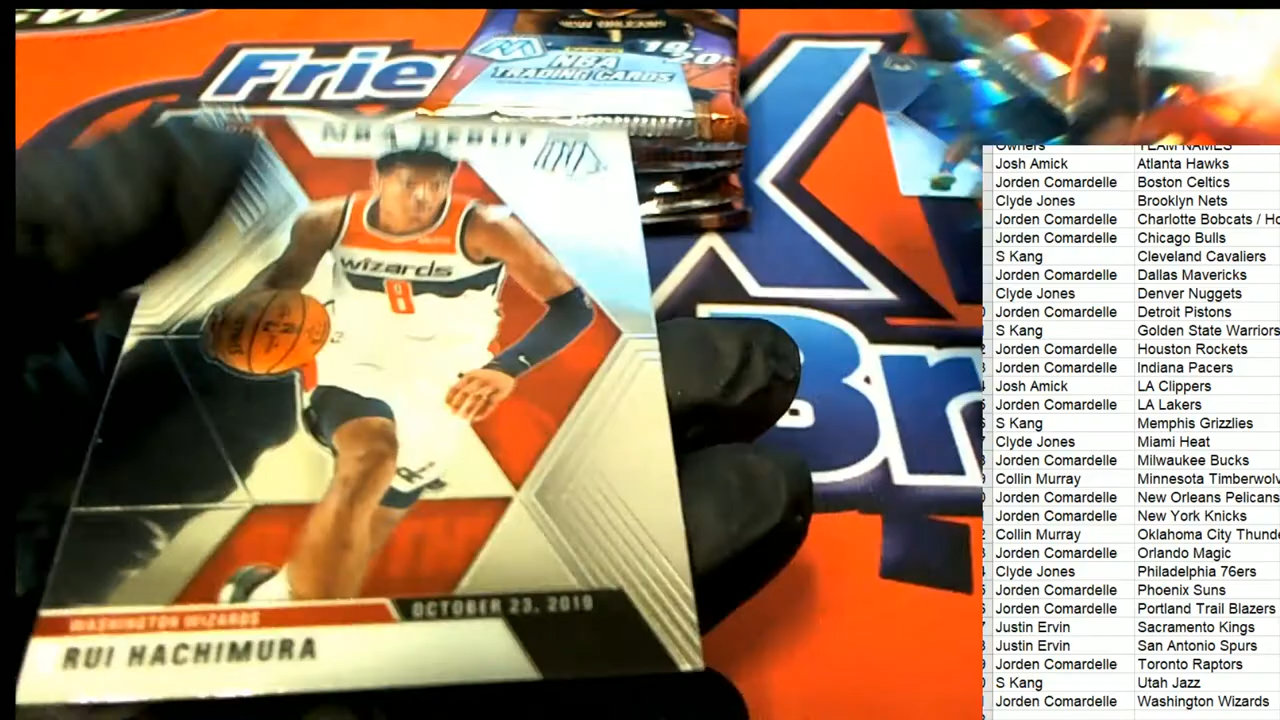 NEW ORLEANS
19-20
NBA
TRADING CARDS
Frie
NBA DEBUT
wizards
8
Br
OCTOBER 23, 2019
WASHINGTON WIZARDS
RUI HACHIMURA
Owners TEAM NAMES
Josh Amick Atlanta Hawks
Jorden Comardelle Boston Celtics
Clyde Jones Brooklyn Nets
Jorden Comardelle Charlotte Bobcats / Ho
Jorden Comardelle Chicago Bulls
S Kang Cleveland Cavaliers
Jorden Comardelle Dallas Mavericks
Clyde Jones Denver Nuggets
Jorden Comardelle Detroit Pistons
S Kang Golden State Warriors
Jorden Comardelle Houston Rockets
Jorden Comardelle Indiana Pacers
Josh Amick LA Clippers
Jorden Comardelle LA Lakers
S Kang Memphis Grizzlies
Clyde Jones Miami Heat
Jorden Comardelle Milwaukee Bucks
Collin Murray Minnesota Timberwolv
Jorden Comardelle New Orleans Pelicans
Jorden Comardelle New York Knicks
Collin Murray Oklahoma City Thunde
Jorden Comardelle Orlando Magic
Clyde Jones Philadelphia 76ers
Jorden Comardelle Phoenix Suns
Jorden Comardelle Portland Trail Blazers
Justin Ervin Sacramento Kings
Justin Ervin San Antonio Spurs
Jorden Comardelle Toronto Raptors
S Kang Utah Jazz
Jorden Comardelle Washington Wizards